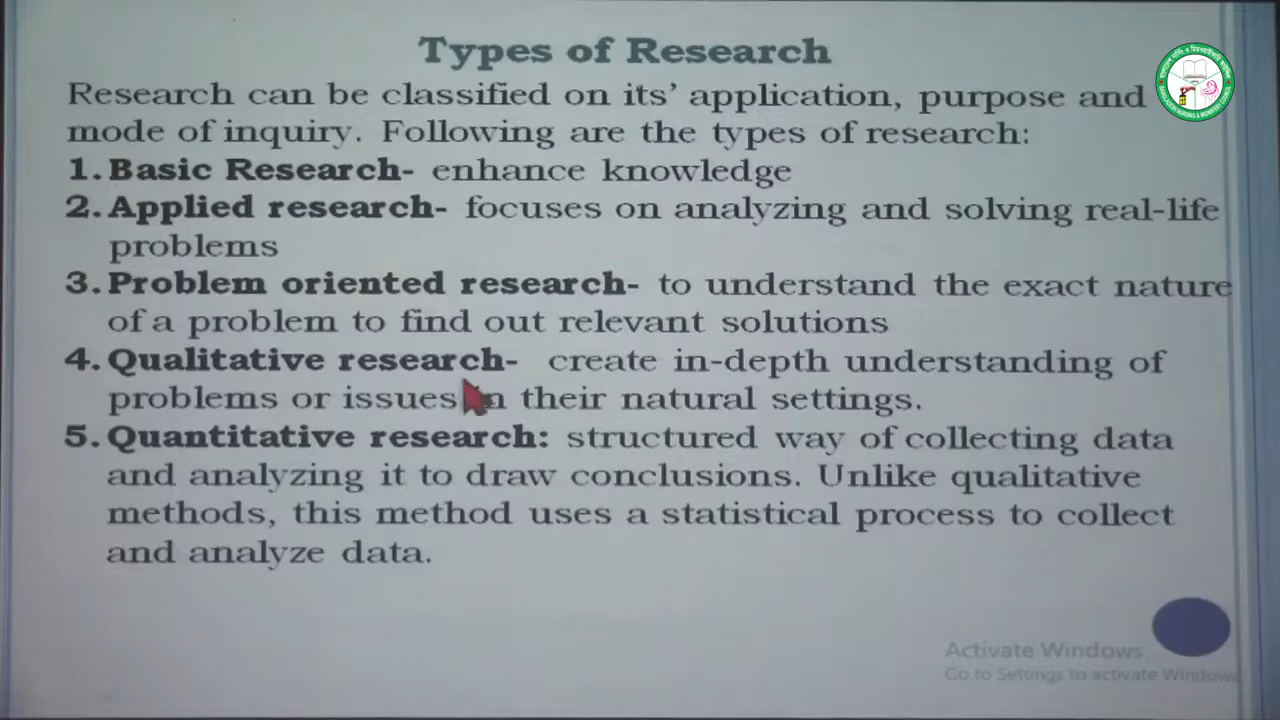 Types of Research
Research can be classified on its' application, purpose and
mode of inquiry. Following are the types of research:
1. Basic Research- enhance knowledge
2. Applied research- focuses on analyzing and solving real-life
problems
3. Problem oriented research- to understand the exact nature
of a problem to find out relevant solutions
4. Qualitative research- create in-depth understanding of
problems or issues in their natural settings.
5. Quantitative research: structured way of collecting data
and analyzing it to draw conclusions. Unlike qualitative
methods, this method uses a statistical process to collect
and analyze data.
BANGLADESH NURSING & MIDWIFERY COUNCIL
Activate Windows
Go to Settings to activate Windows